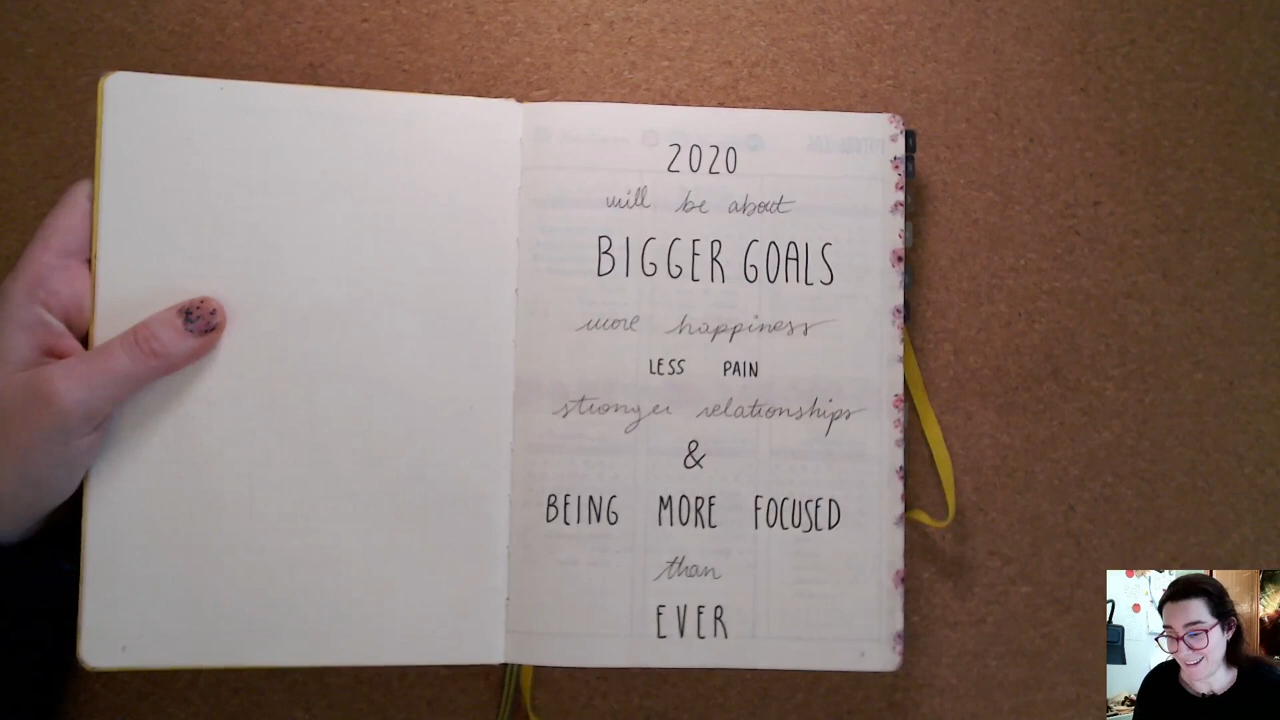 2020
will be about
BIGGER GOALS
more happiness
LESS PAIN
stronger relationships
&
BEING MORE FOCUSED
than
EVER